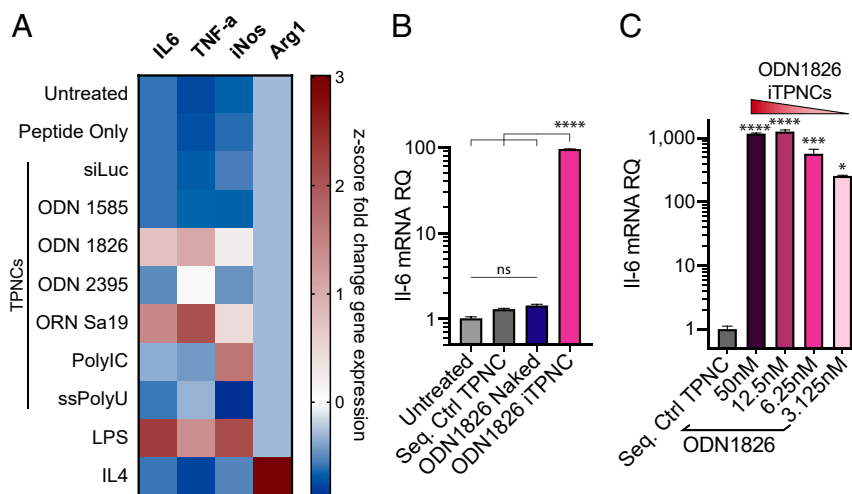 A
IL6 TNF-a iNos Arg1
Untreated
Peptide Only
siLuc
ODN 1585
ODN 1826
ODN 2395
ORN Sa19
PolyIC
ssPolyU
LPS
IL4
TPNCs
3
2
1
0
z-score fold change gene expression
B
Il-6 mRNA RQ
100
10
1
****
ns
Untreated
Seq. Ctrl TPNC
ODN1826 Naked
ODN1826 iTPNC
C
ODN1826
iTPNCs
Il-6 mRNA RQ
1,000
100
10
1
**** **** *** *
Seq. Ctrl TPNC
50nM
12.5nM
6.25nM
3.125nM
ODN1826